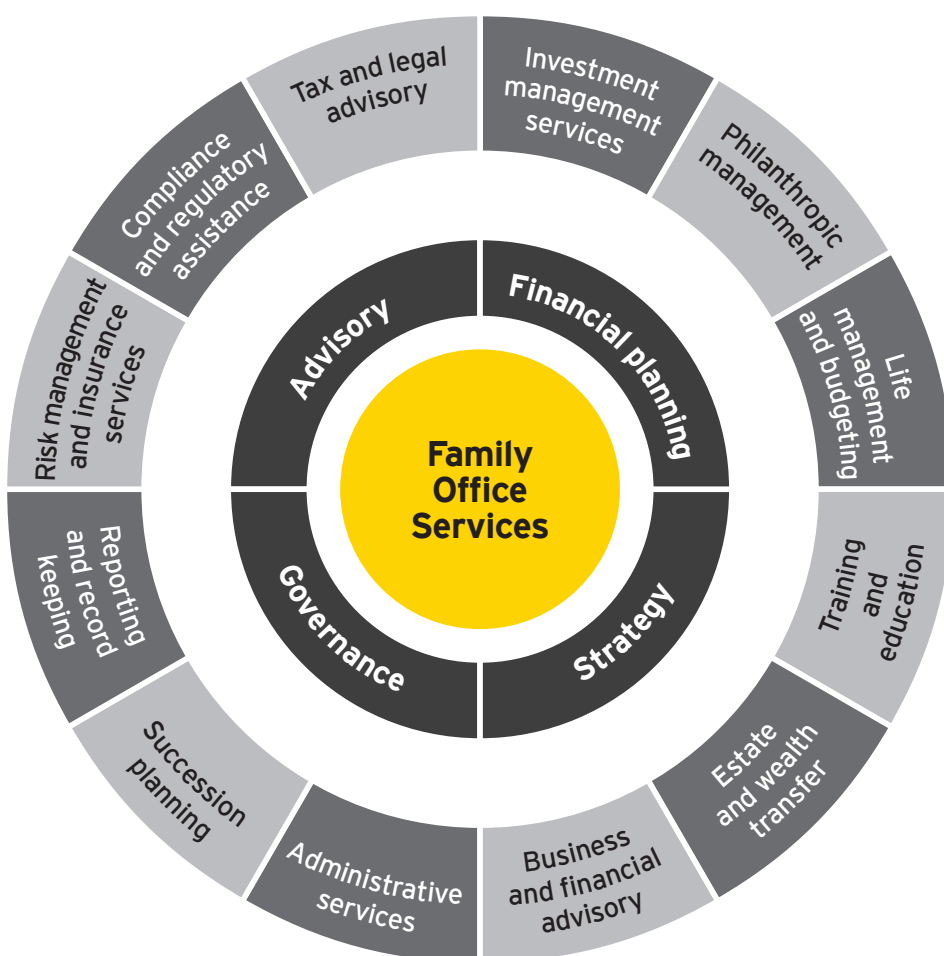 Family
Office
Services
Advisory
Financial planning
Strategy
Governance
Investment
management
services
Philanthropic
management
Life
management
and budgeting
Training
and
education
Estate
and wealth
transfer
Business
and financial
advisory
Administrative
services
Succession
planning
Reporting
and record
keeping
Risk management
and insurance
services
Compliance
and regulatory
assistance
Tax and legal
advisory